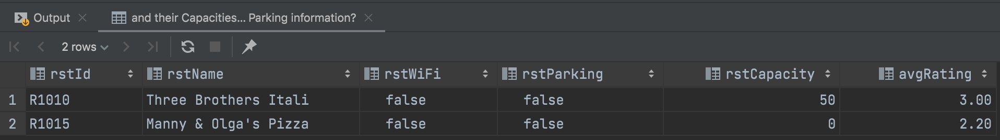 Output and their Capacities... Parking information?
2 rows
rstId rstName rstWiFi rstParking rstCapacity avgRating
1 R1010 Three Brothers Itali false false 50 3.00
2 R1015 Manny & Olga's Pizza false false 0 2.20